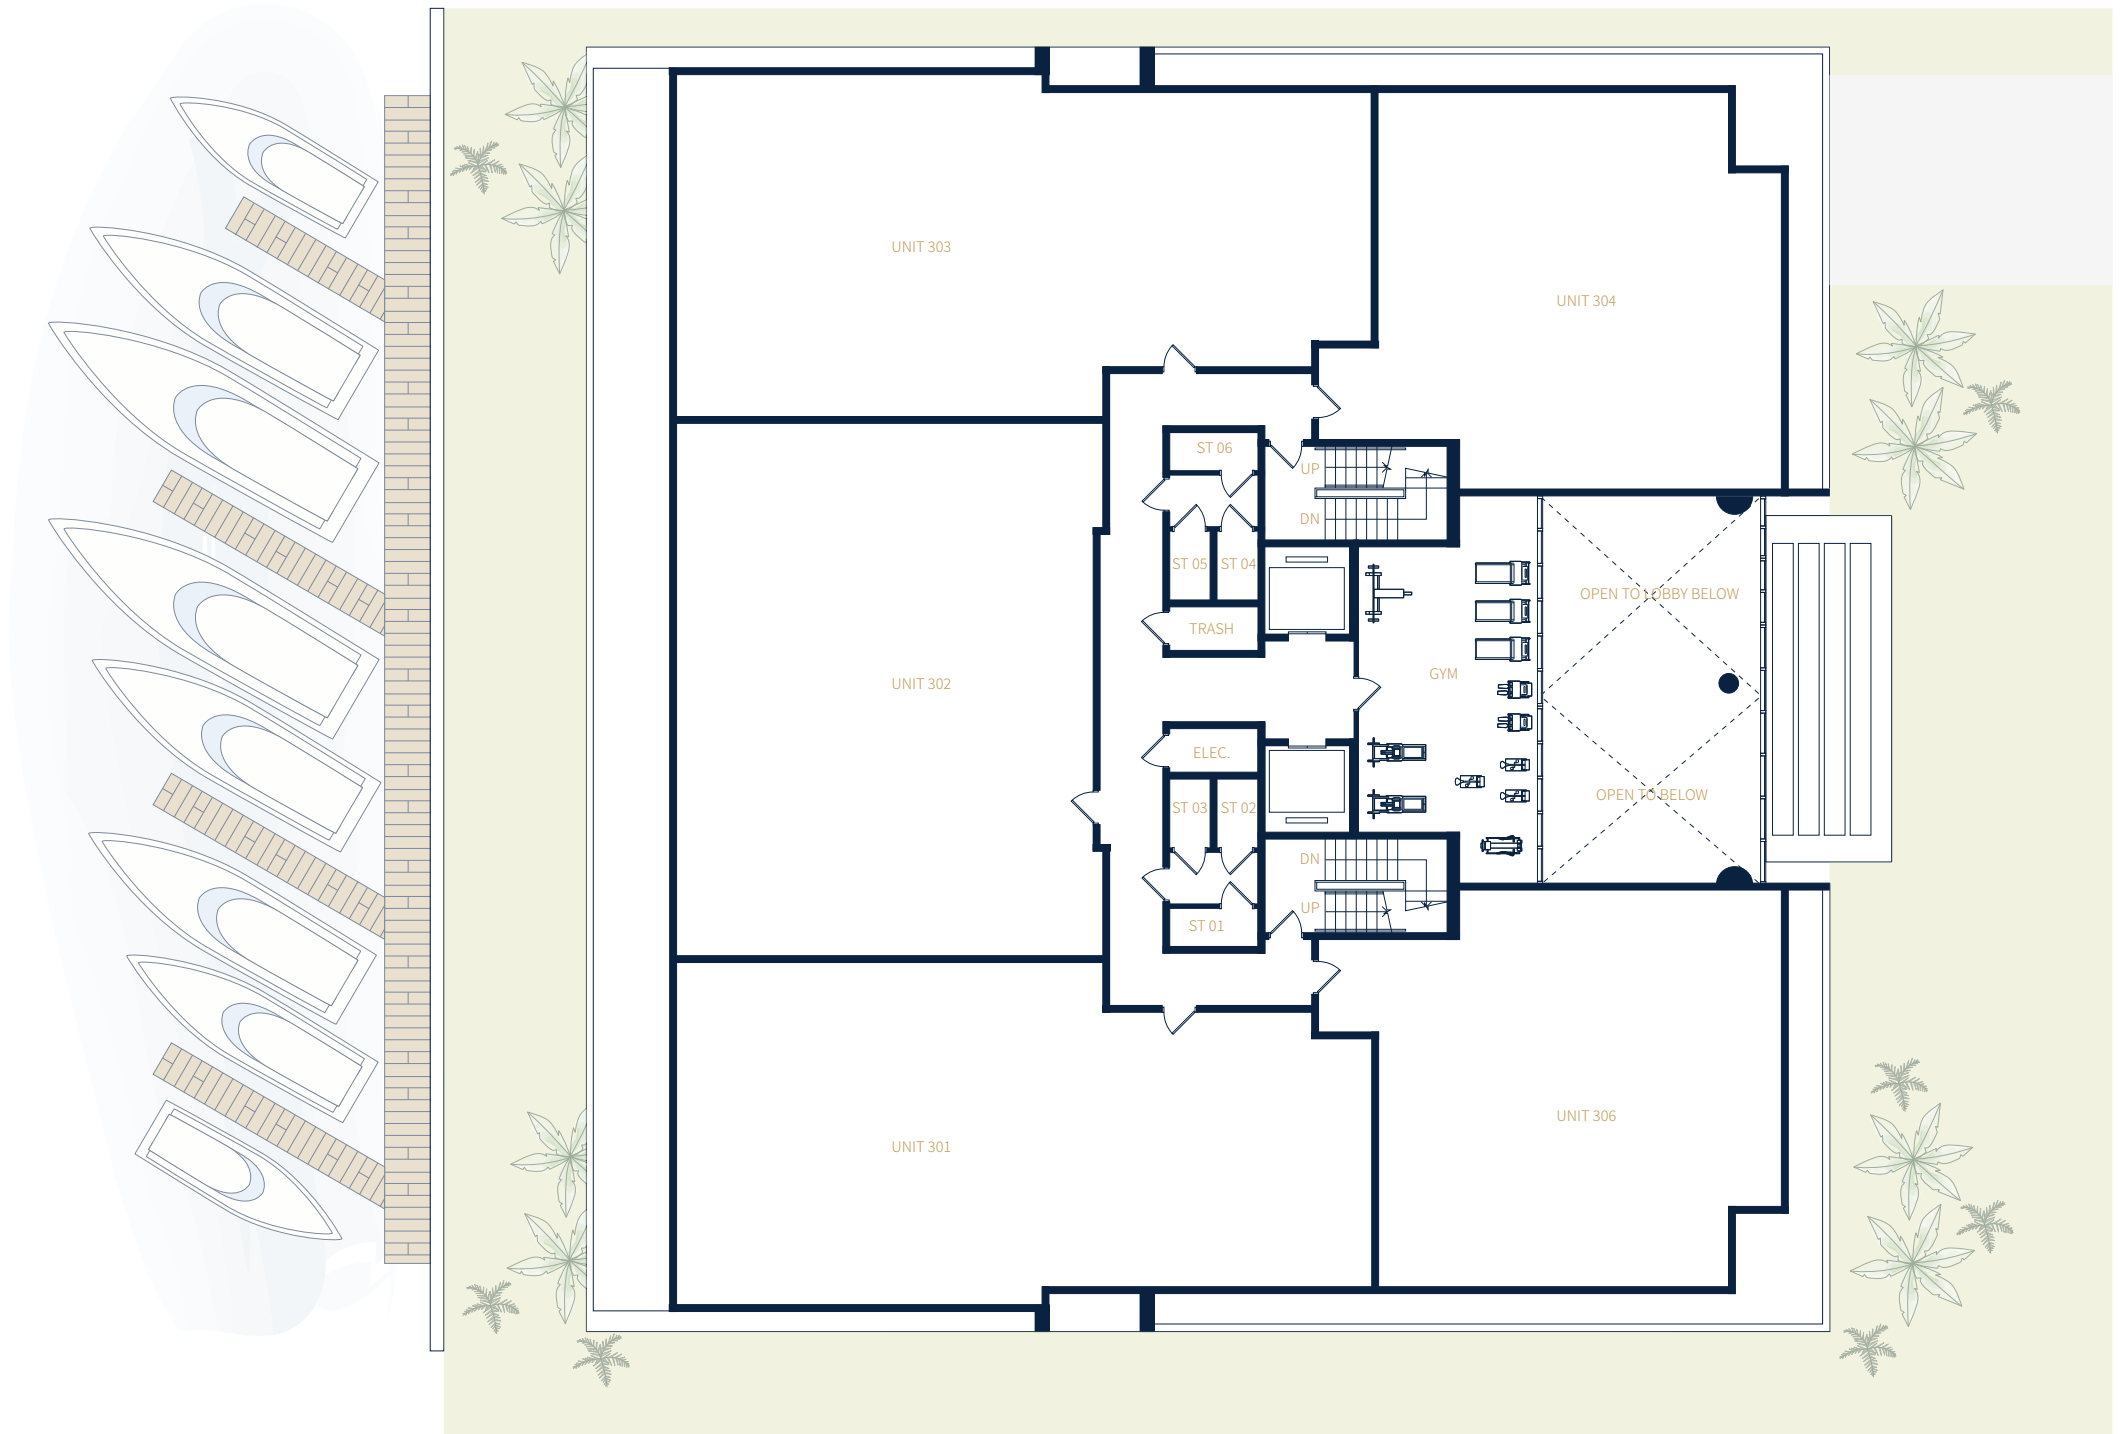 UNIT 303
UNIT 304
ST 06
UP
DN
ST 05
ST 04
OPEN TO LOBBY BELOW
TRASH
GYM
UNIT 302
ELEC.
OPEN TO BELOW
ST 03
ST 02
DN
UP
ST 01
UNIT 306
UNIT 301